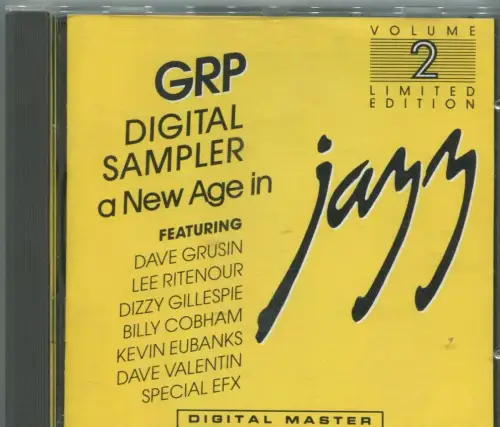 VOLUME
2
LIMITED
EDITION
GRP
DIGITAL
SAMPLER
a New Age in
jazz
FEATURING
DAVE GRUSIN
LEE RITENOUR
DIZZY GILLESPIE
BILLY COBHAM
KEVIN EUBANKS
DAVE VALENTIN
SPECIAL EFX
DIGITAL MASTER